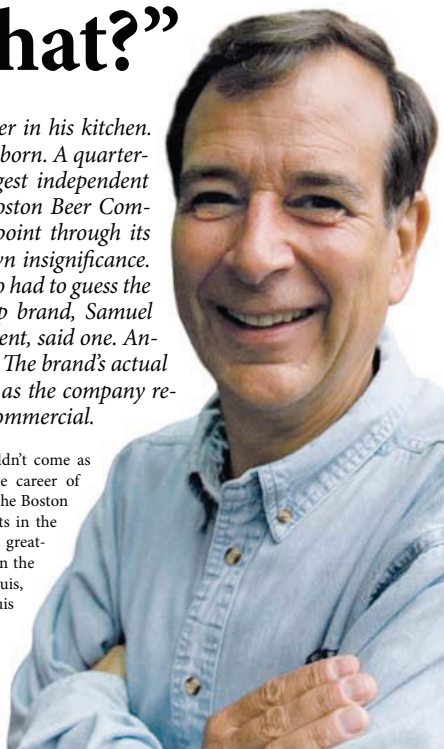 hat?”
er in his kitchen.
born. A quarter-
gest independent
oston Beer Com-
point through its
wn insignificance.
o had to guess the
p brand, Samuel
ent, said one. An-
The brand’s actual
as the company re-
ommercial.
ldn’t come as
e career of
he Boston
ts in the
great-
n the
uis,
uis